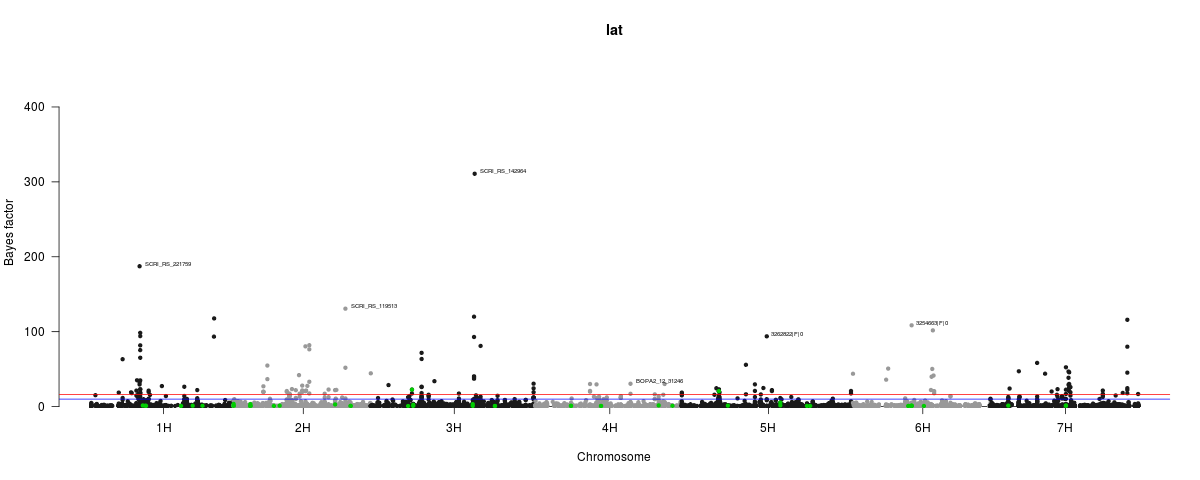 lat
400
300
200
100
0
Bayes factor
SCRI_RS_142964
SCRI_RS_221759
SCRI_RS_119513
3262822|F|0
3254663|F|0
BOPA2_12_31246
1H 2H 3H 4H 5H 6H 7H
Chromosome